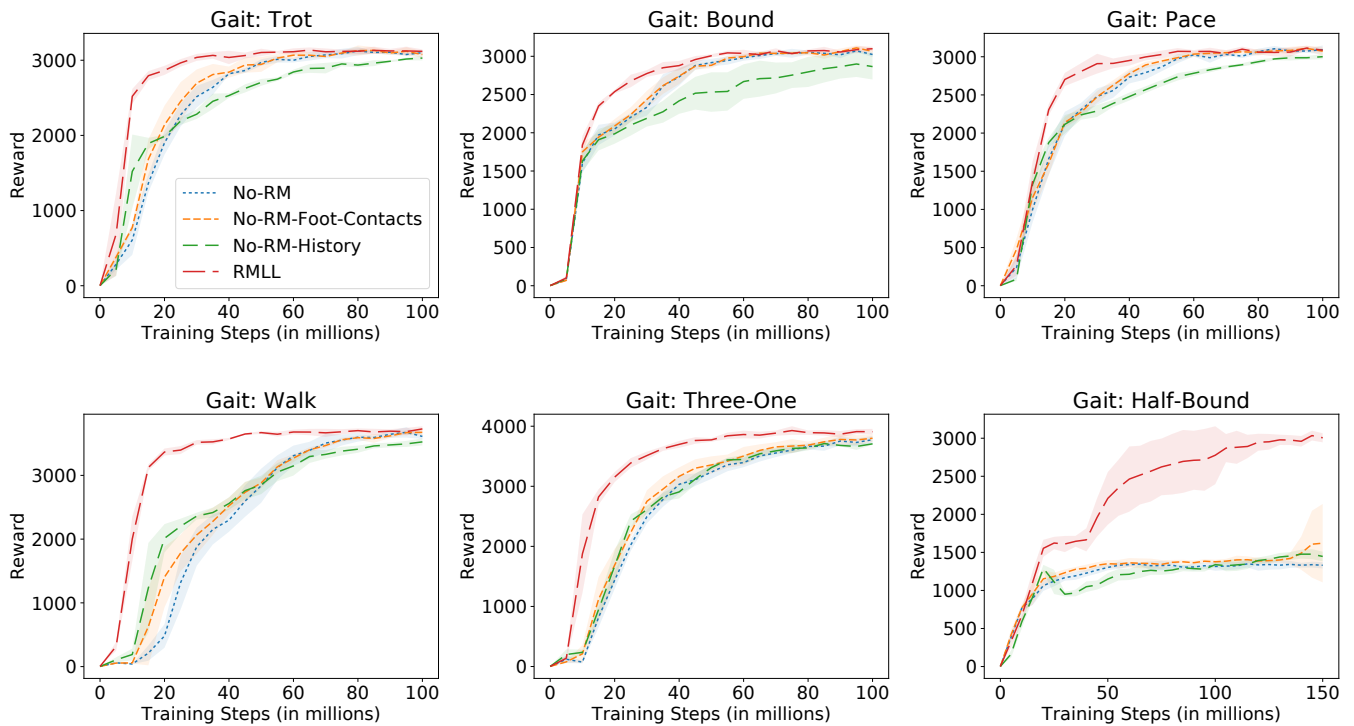 Gait: Trot
Reward
3000
2000
1000
0
No-RM
No-RM-Foot-Contacts
No-RM-History
RMLL
0 20 40 60 80 100
Training Steps (in millions)
Gait: Bound
Reward
3000
2500
2000
1500
1000
500
0
0 20 40 60 80 100
Training Steps (in millions)
Gait: Pace
Reward
3000
2500
2000
1500
1000
500
0
0 20 40 60 80 100
Training Steps (in millions)
Gait: Walk
Reward
3000
2000
1000
0
0 20 40 60 80 100
Training Steps (in millions)
Gait: Three-One
Reward
4000
3000
2000
1000
0
0 20 40 60 80 100
Training Steps (in millions)
Gait: Half-Bound
Reward
3000
2500
2000
1500
1000
500
0
0 50 100 150
Training Steps (in millions)